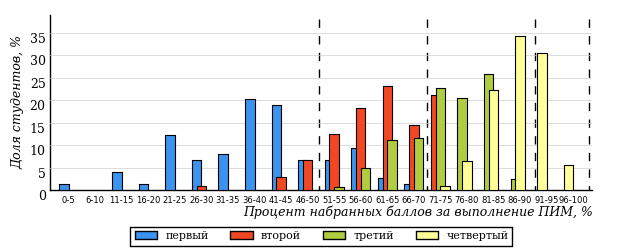 Доля студентов, %
35
30
25
20
15
10
5
0
0-5 6-10 11-15 16-20 21-25 26-30 31-35 36-40 41-45 46-50 51-55 56-60 61-65 66-70 71-75 76-80 81-85 86-90 91-95 96-100
Процент набранных баллов за выполнение ПИМ, %
первый второй третий четвертый